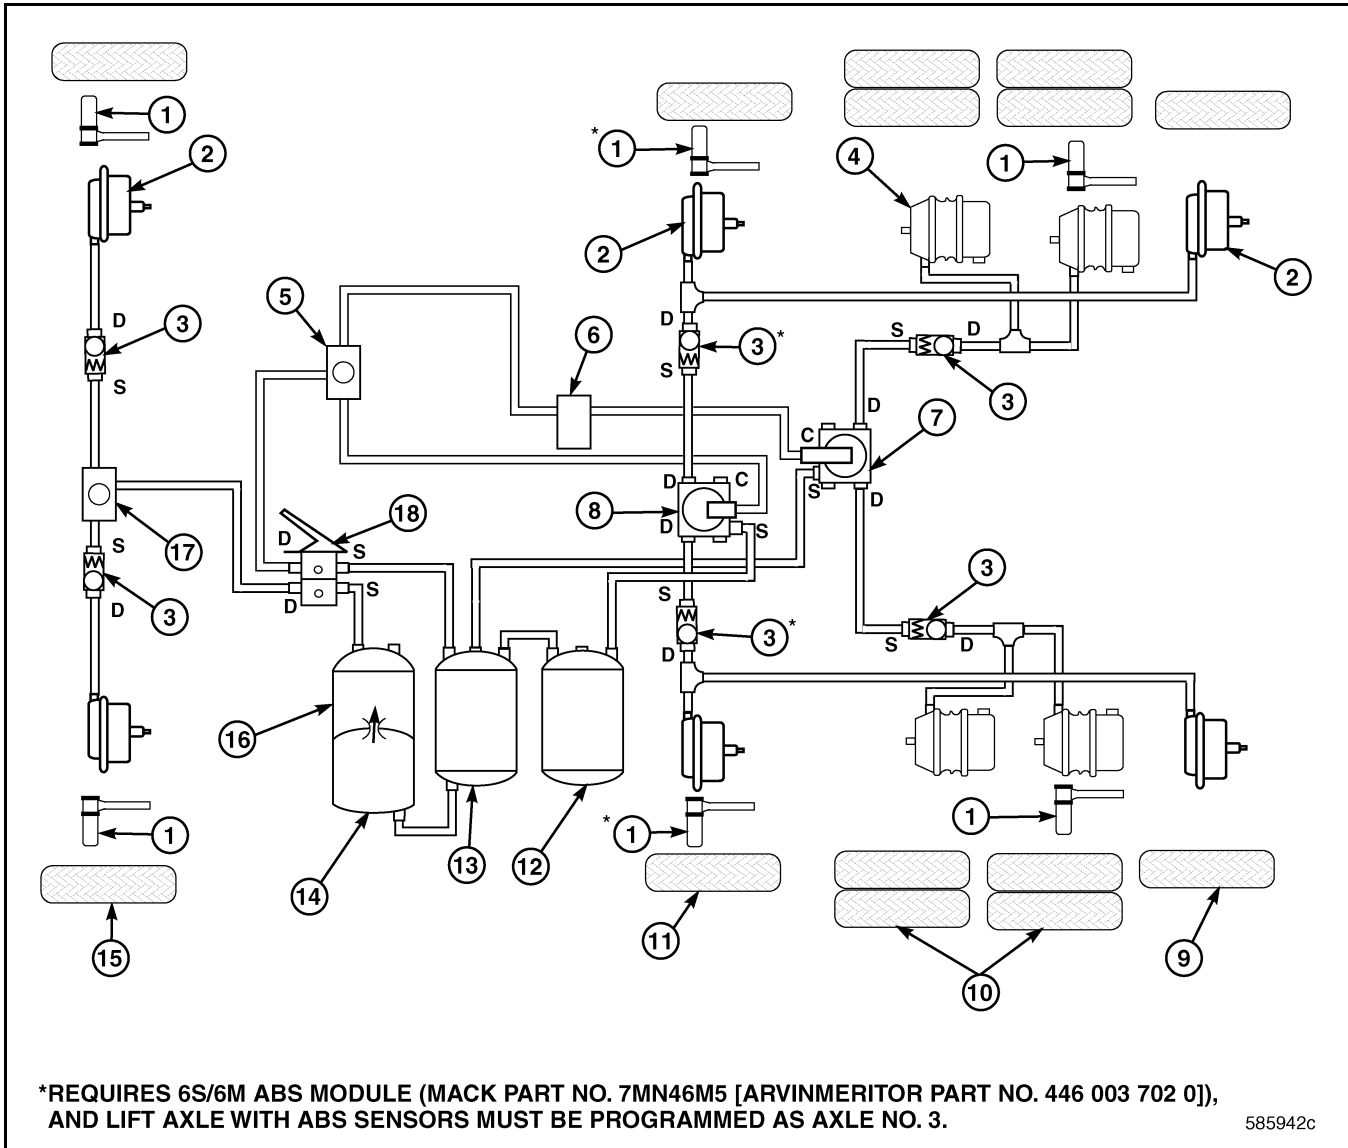 1
2
* 1
4
1
2
2
5
D 3
S
6
D
3 *
S
S D
3
D
7
C
S
D
D C
8
D S
18
D S
S
D
17
S
D 3
S
3 *
D
3
S D
16
1
* 1
1
13 12
14
11
15
9
10
*REQUIRES 6S/6M ABS MODULE (MACK PART NO. 7MN46M5 [ARVINMERITOR PART NO. 446 003 702 0]),
AND LIFT AXLE WITH ABS SENSORS MUST BE PROGRAMMED AS AXLE NO. 3.
585942c